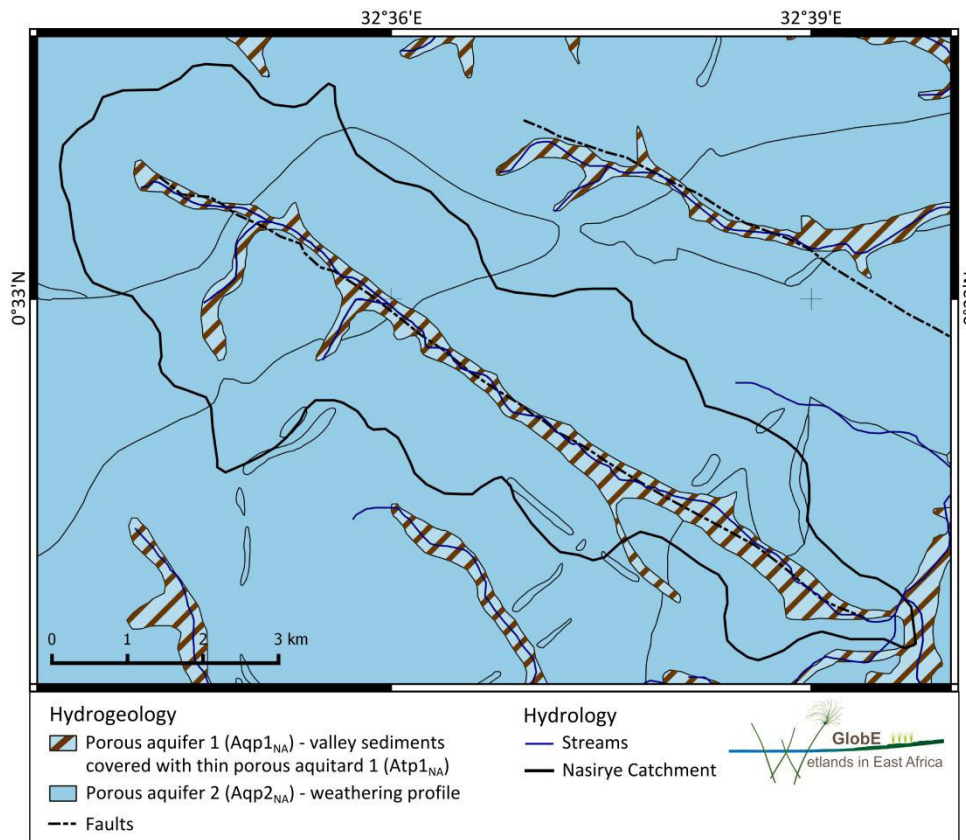 32°36'E 32°39'E
0°33'N
0 1 2 3 km
Hydrogeology
Porous aquifer 1 (Aqp1NA) - valley sediments
covered with thin porous aquitard 1 (Atp1NA)
Porous aquifer 2 (Aqp2NA) - weathering profile
Faults
Hydrology
Streams
Nasirye Catchment
GlobE
Wetlands in East Africa